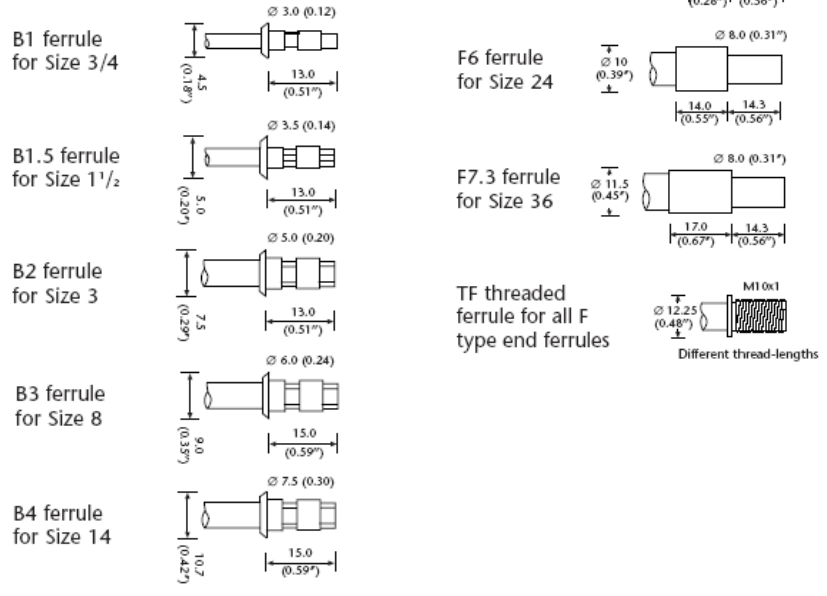 Ø 3.0 (0.12)
B1 ferrule
for Size 3/4
4.5
(0.18″)
13.0
(0.51″)
Ø 3.5 (0.14)
B1.5 ferrule
for Size 1¹/₂
5.0
(0.20″)
13.0
(0.51″)
Ø 5.0 (0.20)
B2 ferrule
for Size 3
7.5
(0.29″)
13.0
(0.51″)
Ø 6.0 (0.24)
B3 ferrule
for Size 8
9.0
(0.35″)
15.0
(0.59″)
Ø 7.5 (0.30)
B4 ferrule
for Size 14
10.7
(0.42″)
15.0
(0.59″)
(0.28″) (0.56″)
Ø 8.0 (0.31″)
F6 ferrule
for Size 24
Ø 10
(0.39″)
14.0 14.3
(0.55″) (0.56″)
Ø 8.0 (0.31″)
F7.3 ferrule
for Size 36
Ø 11.5
(0.45″)
17.0 14.3
(0.67″) (0.56″)
M10x1
TF threaded
ferrule for all F
type end ferrules
Ø 12.25
(0.48″)
Different thread-lengths